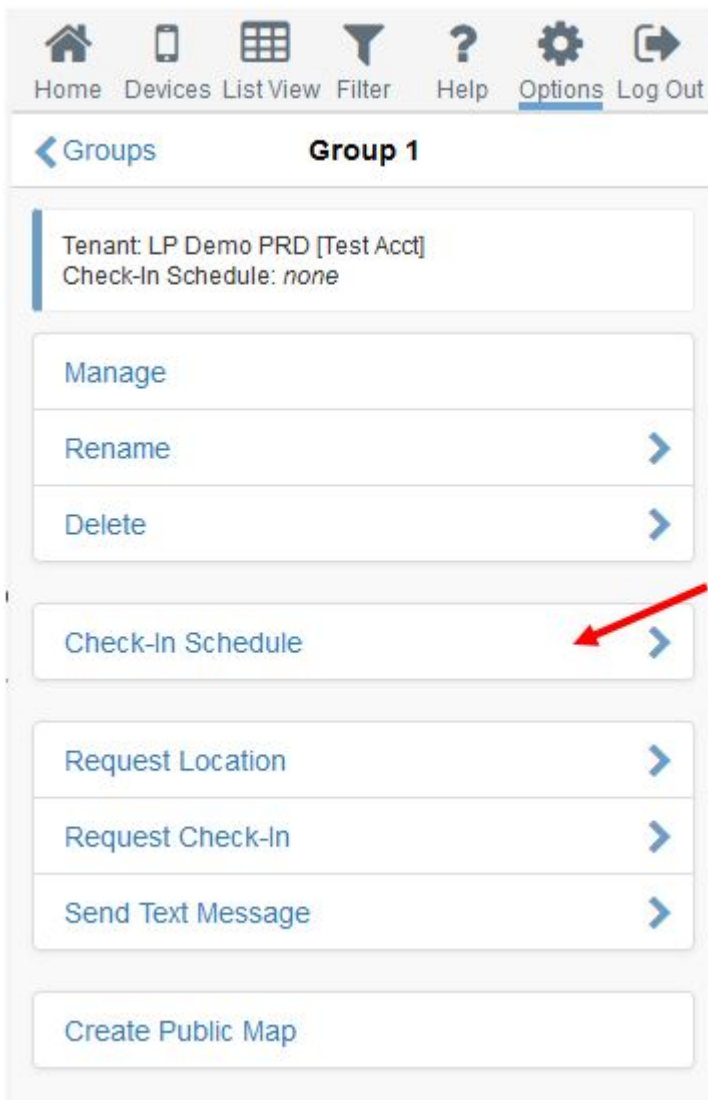 Home Devices List View Filter Help Options Log Out
Groups Group 1
Tenant: LP Demo PRD [Test Acct]
Check-In Schedule: none
Manage
Rename
Delete
Check-In Schedule
Request Location
Request Check-In
Send Text Message
Create Public Map